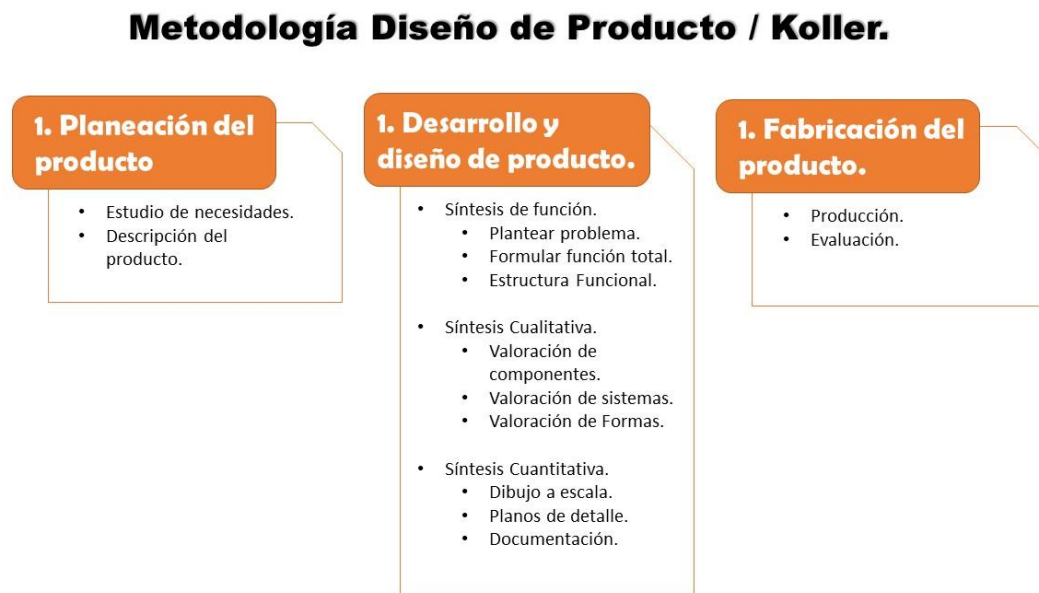 Metodología Diseño de Producto / Koller.
1. Planeación del
producto
• Estudio de necesidades.
• Descripción del
producto.
1. Desarrollo y
diseño de producto.
• Síntesis de función.
• Plantear problema.
• Formular función total.
• Estructura Funcional.
• Síntesis Cualitativa.
• Valoración de
componentes.
• Valoración de sistemas.
• Valoración de Formas.
• Síntesis Cuantitativa.
• Dibujo a escala.
• Planos de detalle.
• Documentación.
1. Fabricación del
producto.
• Producción.
• Evaluación.